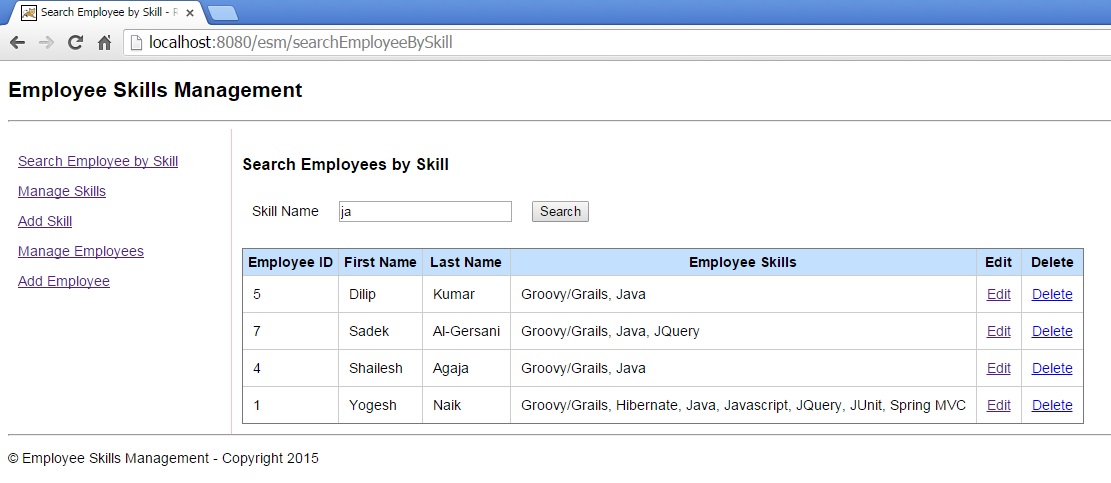 Search Employee by Skill -
localhost:8080/esm/searchEmployeeBySkill
Employee Skills Management
Search Employee by Skill
Manage Skills
Add Skill
Manage Employees
Add Employee
Search Employees by Skill
Skill Name ja Search
Employee ID First Name Last Name Employee Skills Edit Delete
5 Dilip Kumar Groovy/Grails, Java Edit Delete
7 Sadek Al-Gersani Groovy/Grails, Java, JQuery Edit Delete
4 Shailesh Agaja Groovy/Grails, Java Edit Delete
1 Yogesh Naik Groovy/Grails, Hibernate, Java, Javascript, JQuery, JUnit, Spring MVC Edit Delete
© Employee Skills Management - Copyright 2015